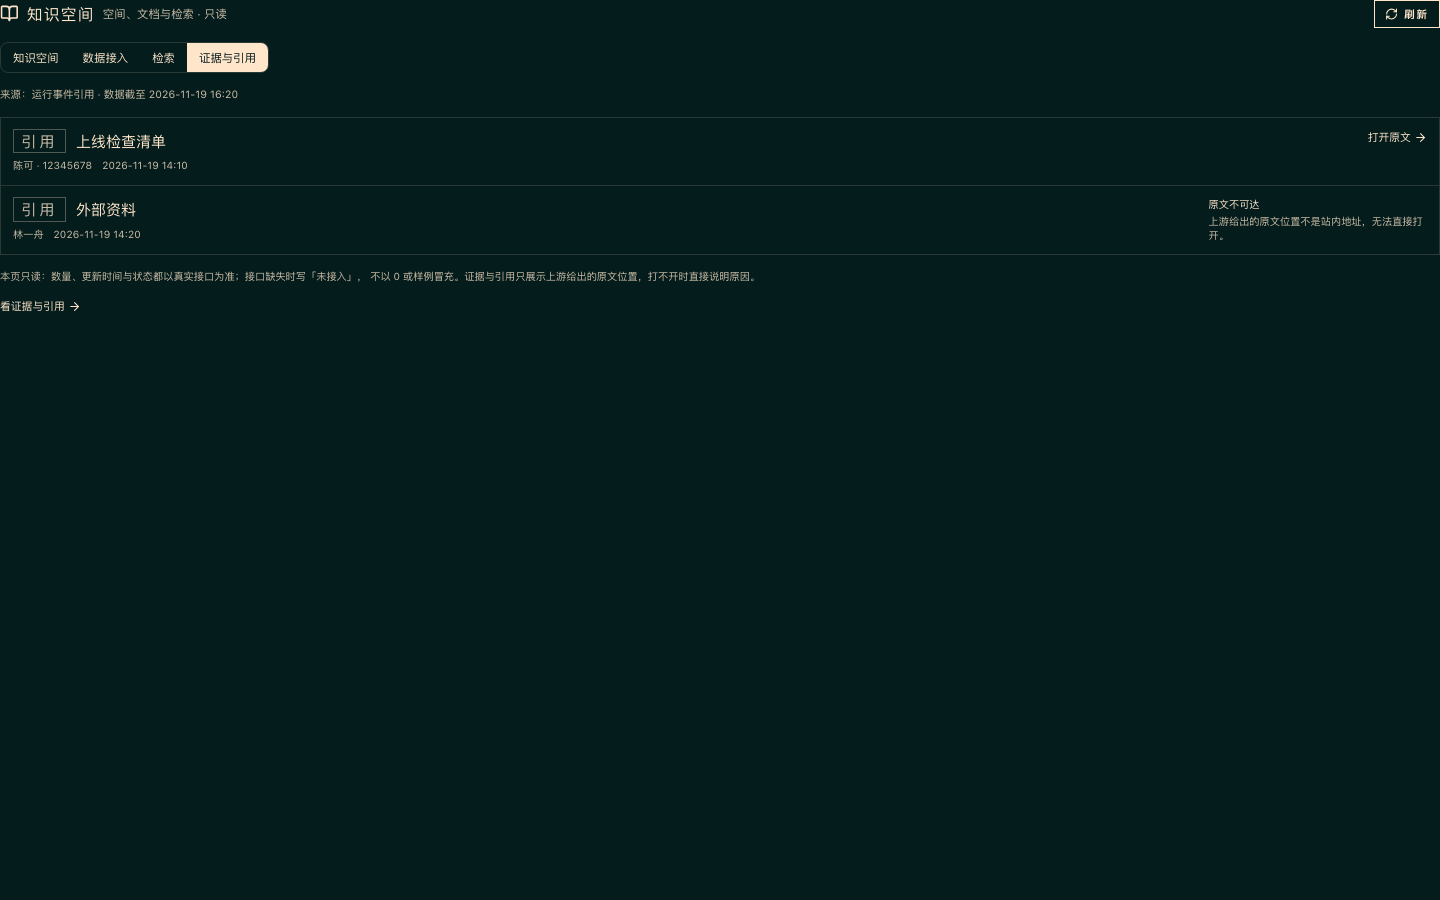 知识空间 空间、文档与检索 · 只读 刷新
知识空间 数据接入 检索 证据与引用
来源：运行事件引用 · 数据截至 2026-11-19 16:20
引用 上线检查清单 打开原文 →
陈可 · 12345678 2026-11-19 14:10
引用 外部资料
林一舟 2026-11-19 14:20
原文不可达
上游给出的原文位置不是站内地址，无法直接打
开。
本页只读：数量、更新时间与状态都以真实接口为准；接口缺失时写「未接入」， 不以 0 或样例冒充。证据与引用只展示上游给出的原文位置，打不开时直接说明原因。
看证据与引用 →